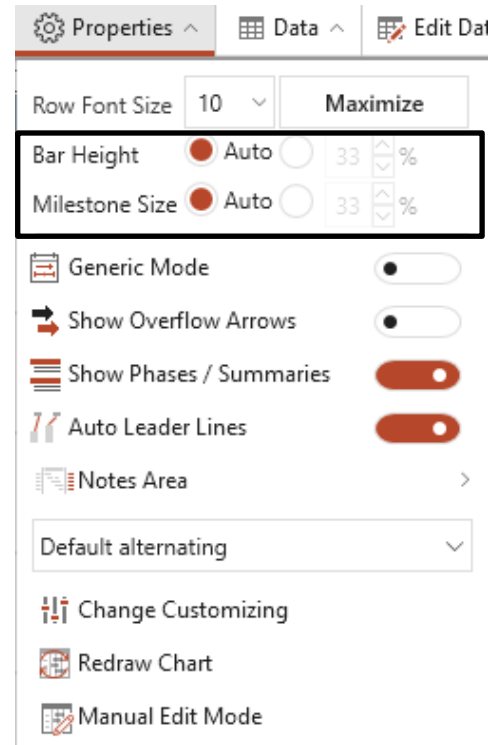 Properties Data Edit Dat
Row Font Size 10 Maximize
Bar Height Auto 33 %
Milestone Size Auto 33 %
Generic Mode
Show Overflow Arrows
Show Phases / Summaries
Auto Leader Lines
Notes Area
Default alternating
Change Customizing
Redraw Chart
Manual Edit Mode